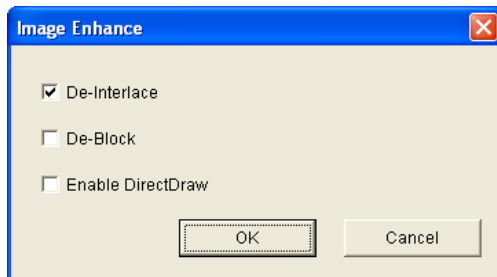 Image Enhance
De-Interlace
De-Block
Enable DirectDraw
OK Cancel